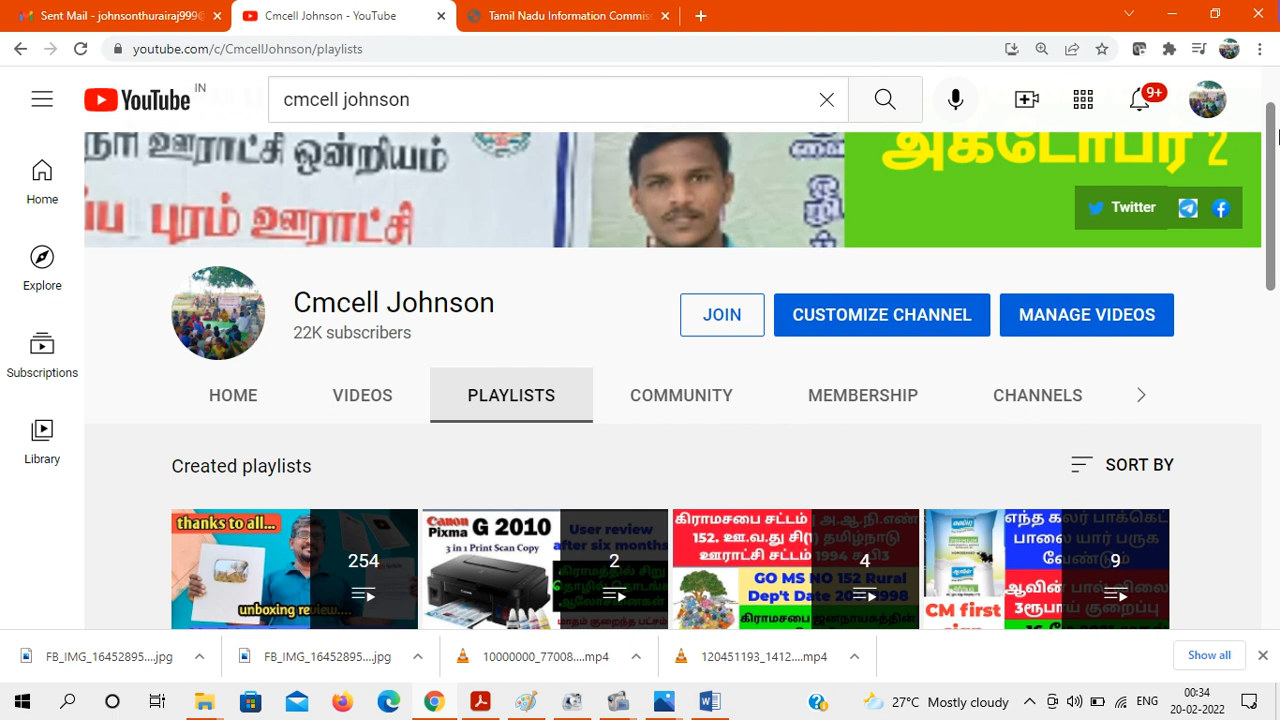 Sent Mail - johnsonthurairaj999@
Cmcell Johnson - YouTube
Tamil Nadu Information Commiss
youtube.com/c/CmcellJohnson/playlists
YouTube IN
cmcell johnson
9+
ஊராட்சி ஒன்றியம்
புரம் ஊராட்சி
அக்டோபர் 2
Twitter
Home
Explore
Subscriptions
Library
Cmcell Johnson
22K subscribers
JOIN
CUSTOMIZE CHANNEL
MANAGE VIDEOS
HOME
VIDEOS
PLAYLISTS
COMMUNITY
MEMBERSHIP
CHANNELS
Created playlists
SORT BY
thanks to all...
unboxing review....
254
Canon
Pixma G 2010
3 in 1 Print Scan Copy
User review
after six months
கிராமத்தில் சிறு
2
கிராமசபை சட்டம்
152. ஊ.வ.து சி(1) தமிழ்நாடு
ஊராட்சி சட்டம் 1994
GO MS NO 152 Rural
கிராமசபை ஜனநாயகத்தின்
4
PREMIUM
எந்த கலர் பாக்கெட்
பாலை யார் பருக
வேண்டும்
ஆவின் பால் விலை
3ரூபாய் குறைப்பு
CM first
9
FB_IMG_16452895....jpg
FB_IMG_16452895....jpg
10000000_77008....mp4
120451193_1412....mp4
Show all
27°C Mostly cloudy
ENG
00:34
20-02-2022